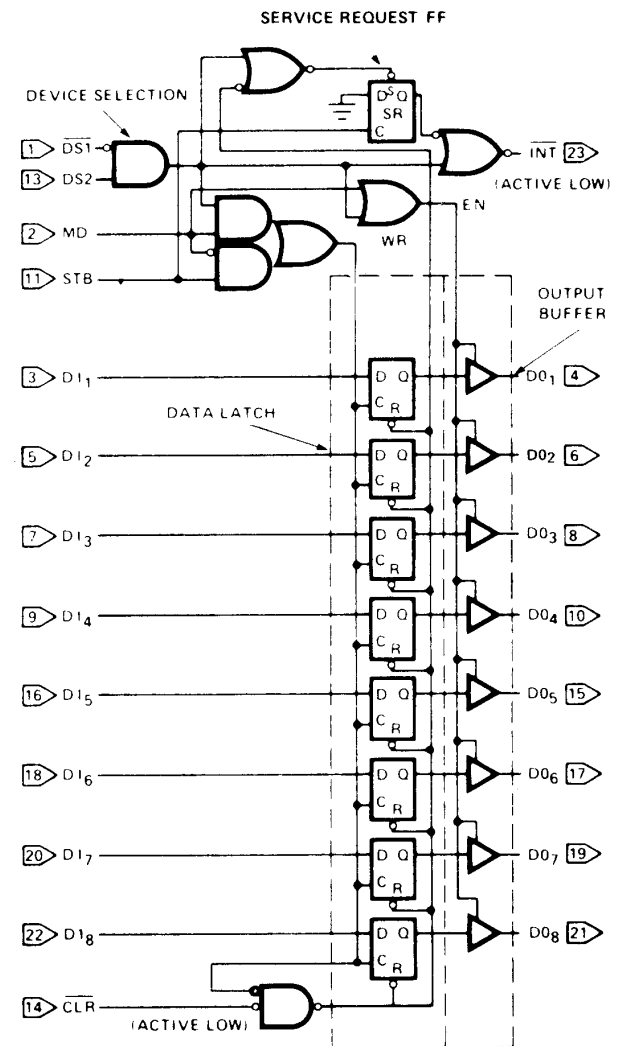 SERVICE REQUEST FF
DEVICE SELECTION
D S Q
SR
C
1 DS1
13 DS2
INT 23
(ACTIVE LOW)
EN
2 MD
WR
11 STB
OUTPUT
BUFFER
3 DI1 D Q DO1 4
C R
DATA LATCH
5 DI2 D Q DO2 6
C R
7 DI3 D Q DO3 8
C R
9 DI4 D Q DO4 10
C R
16 DI5 D Q DO5 15
C R
18 DI6 D Q DO6 17
C R
20 DI7 D Q DO7 19
C R
22 DI8 D Q DO8 21
C R
14 CLR
(ACTIVE LOW)